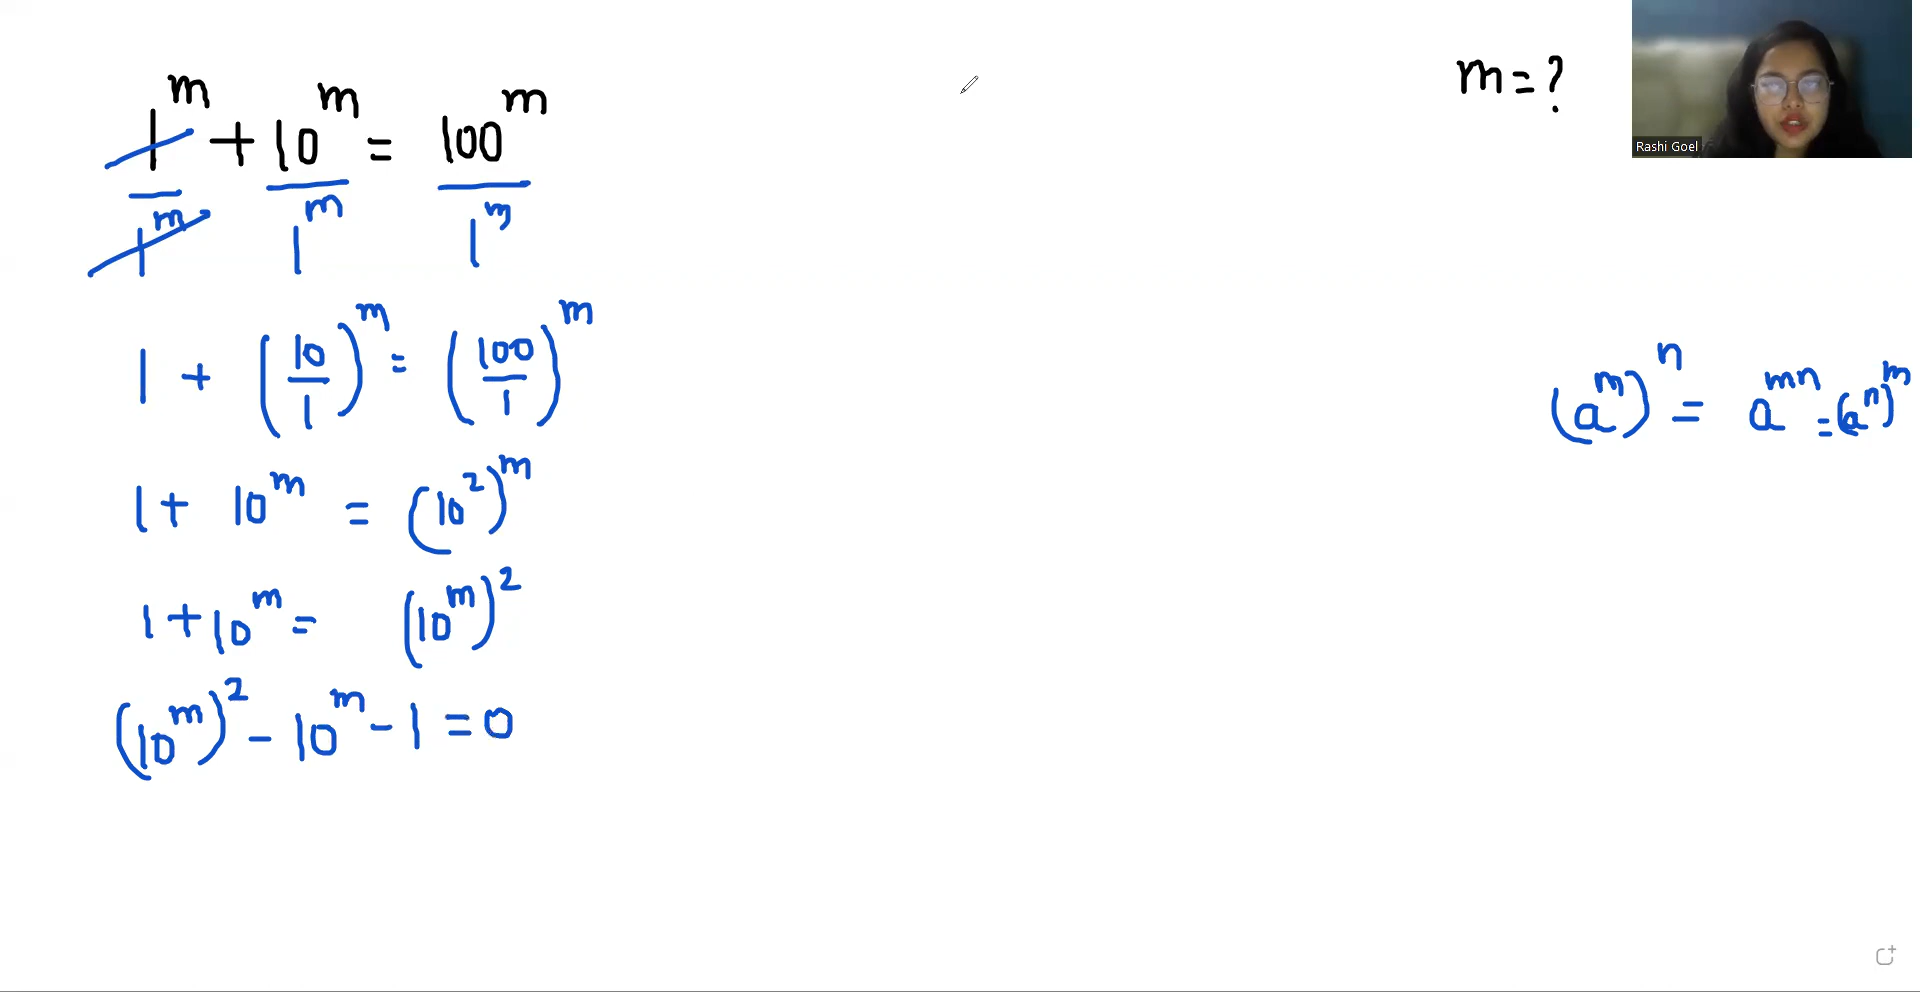 1^m + 10^m = 100^m
1^m 1^m 1^m
m = ?
Rashi Goel
1 + (10/1)^m = (100/1)^m
(a^m)^n = a^mn = (a^n)^m
1 + 10^m = (10^2)^m
1 + 10^m = (10^m)^2
(10^m)^2 - 10^m - 1 = 0